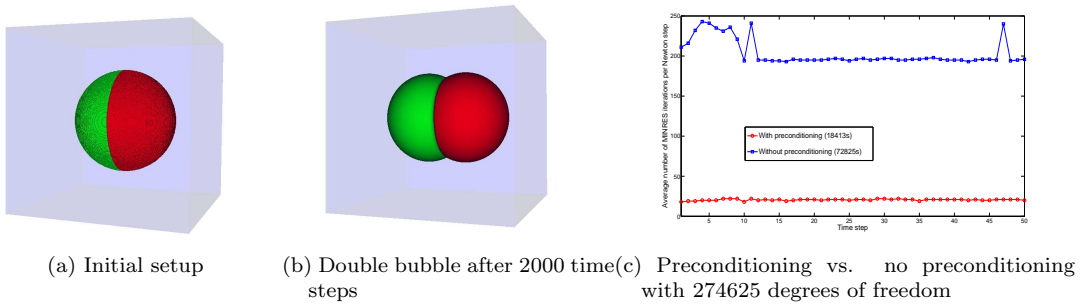 250
200
150
100
50
0
Average number of MINRES iterations per Newton step
With preconditioning (18413s)
Without preconditioning (72825s)
5 10 15 20 25 30 35 40 45 50
Time step
(a) Initial setup
(b) Double bubble after 2000 time
steps
(c) Preconditioning vs. no preconditioning
with 274625 degrees of freedom